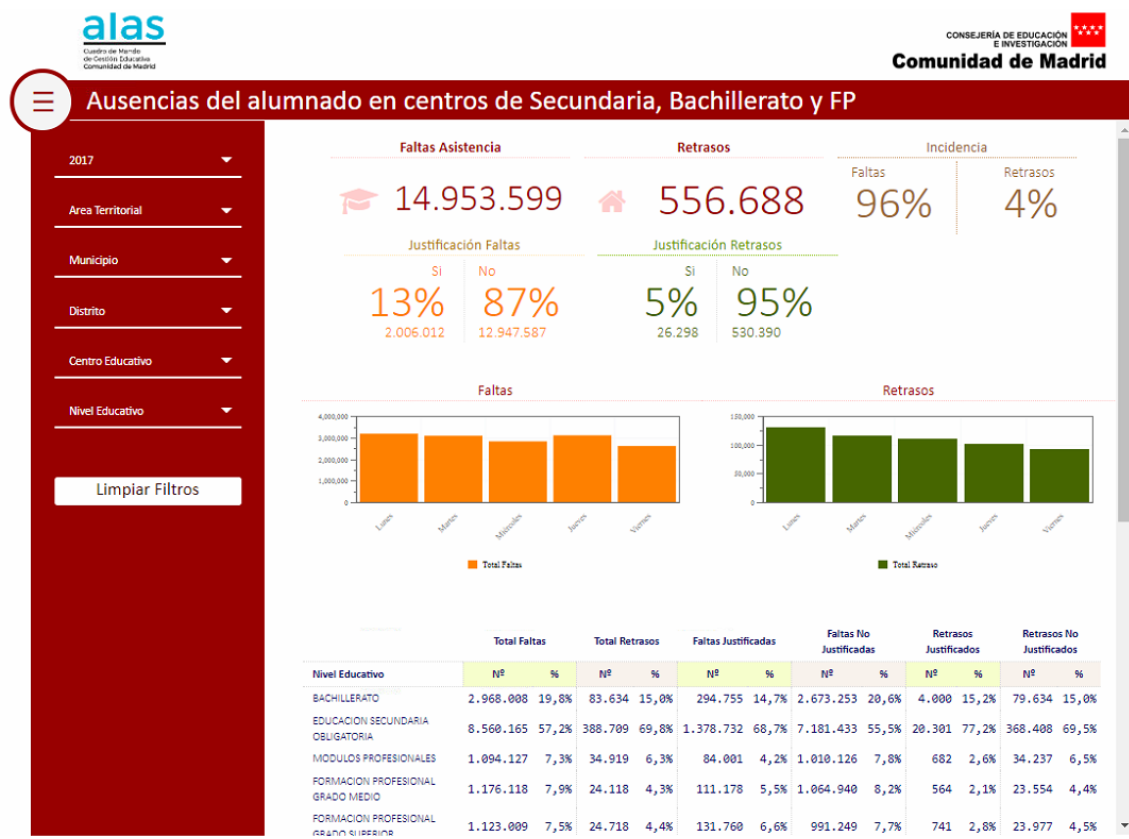 alas
Cuadro de Mando
de Gestión Educativa
Comunidad de Madrid
CONSEJERÍA DE EDUCACIÓN
E INVESTIGACIÓN
Comunidad de Madrid
Ausencias del alumnado en centros de Secundaria, Bachillerato y FP
2017
Area Territorial
Municipio
Distrito
Centro Educativo
Nivel Educativo
Limpiar Filtros
Faltas Asistencia
14.953.599
Retrasos
556.688
Incidencia
Faltas Retrasos
96% 4%
Justificación Faltas
Si No
13% 87%
2.006.012 12.947.587
Justificación Retrasos
Si No
5% 95%
26.298 530.390
Faltas
4,000,000
3,000,000
2,000,000
1,000,000
0
Lunes Martes Miércoles Jueves Viernes
Total Faltas
Retrasos
150,000
100,000
50,000
0
Lunes Martes Miércoles Jueves Viernes
Total Retraso
Total Faltas Total Retrasos Faltas Justificadas Faltas No Justificadas Retrasos Justificados Retrasos No Justificados
Nivel Educativo Nº % Nº % Nº % Nº % Nº % Nº %
BACHILLERATO 2.968.008 19,8% 83.634 15,0% 294.755 14,7% 2.673.253 20,6% 4.000 15,2% 79.634 15,0%
EDUCACION SECUNDARIA OBLIGATORIA 8.560.165 57,2% 388.709 69,8% 1.378.732 68,7% 7.181.433 55,5% 20.301 77,2% 368.408 69,5%
MODULOS PROFESIONALES 1.094.127 7,3% 34.919 6,3% 84.001 4,2% 1.010.126 7,8% 682 2,6% 34.237 6,5%
FORMACION PROFESIONAL GRADO MEDIO 1.176.118 7,9% 24.118 4,3% 111.178 5,5% 1.064.940 8,2% 564 2,1% 23.554 4,4%
FORMACION PROFESIONAL GRADO SUPERIOR 1.123.009 7,5% 24.718 4,4% 131.760 6,6% 991.249 7,7% 741 2,8% 23.977 4,5%